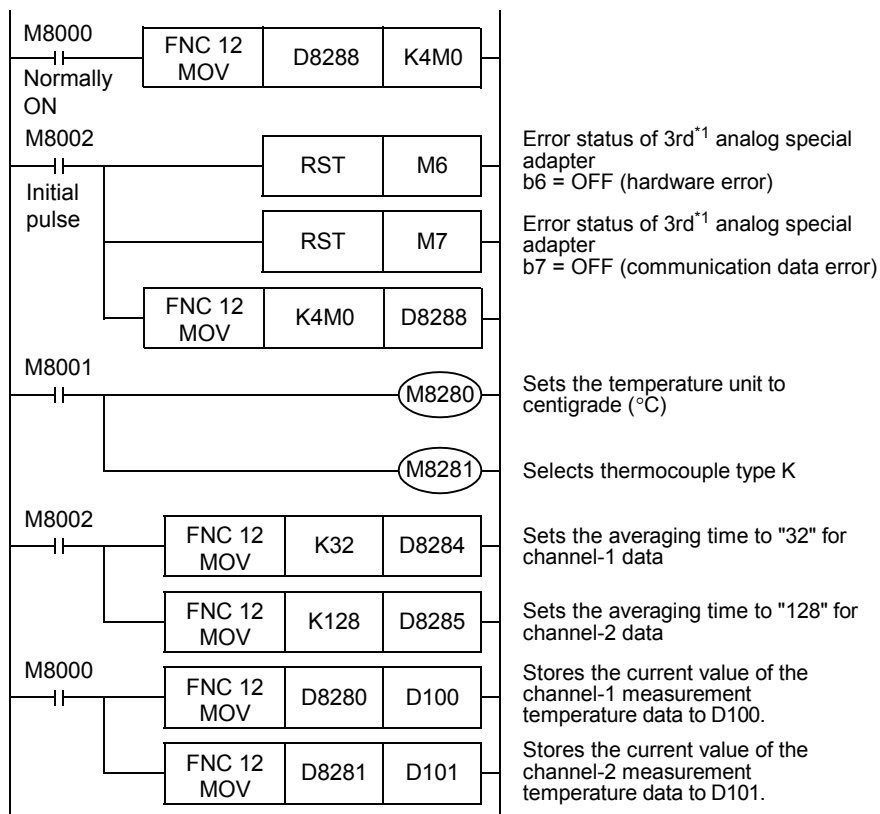 M8000
FNC 12
MOV
D8288
K4M0
Normally
ON
M8002
Initial
pulse
RST
M6
Error status of 3rd*1 analog special
adapter
b6 = OFF (hardware error)
RST
M7
Error status of 3rd*1 analog special
adapter
b7 = OFF (communication data error)
FNC 12
MOV
K4M0
D8288
M8001
M8280
Sets the temperature unit to
centigrade (°C)
M8281
Selects thermocouple type K
M8002
FNC 12
MOV
K32
D8284
Sets the averaging time to "32" for
channel-1 data
FNC 12
MOV
K128
D8285
Sets the averaging time to "128" for
channel-2 data
M8000
FNC 12
MOV
D8280
D100
Stores the current value of the
channel-1 measurement
temperature data to D100.
FNC 12
MOV
D8281
D101
Stores the current value of the
channel-2 measurement
temperature data to D101.